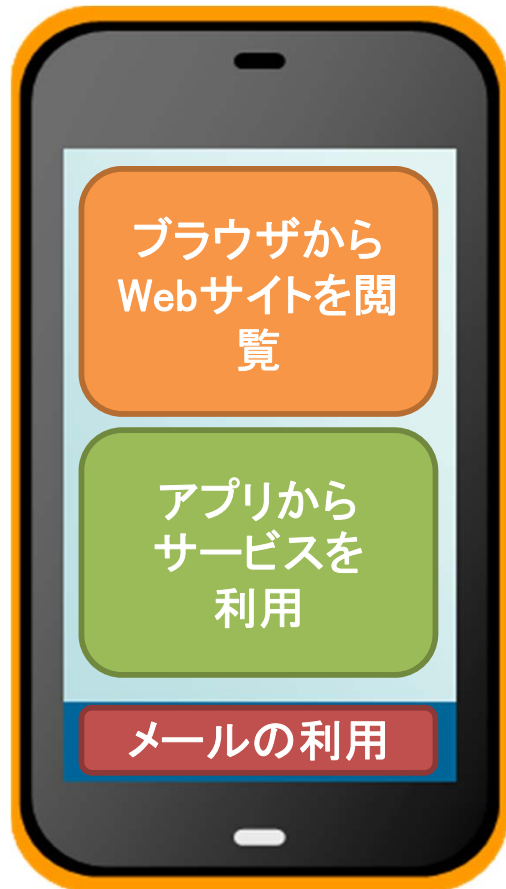 ブラウザから
Webサイトを閲
覧
アプリから
サービスを
利用
メールの利用